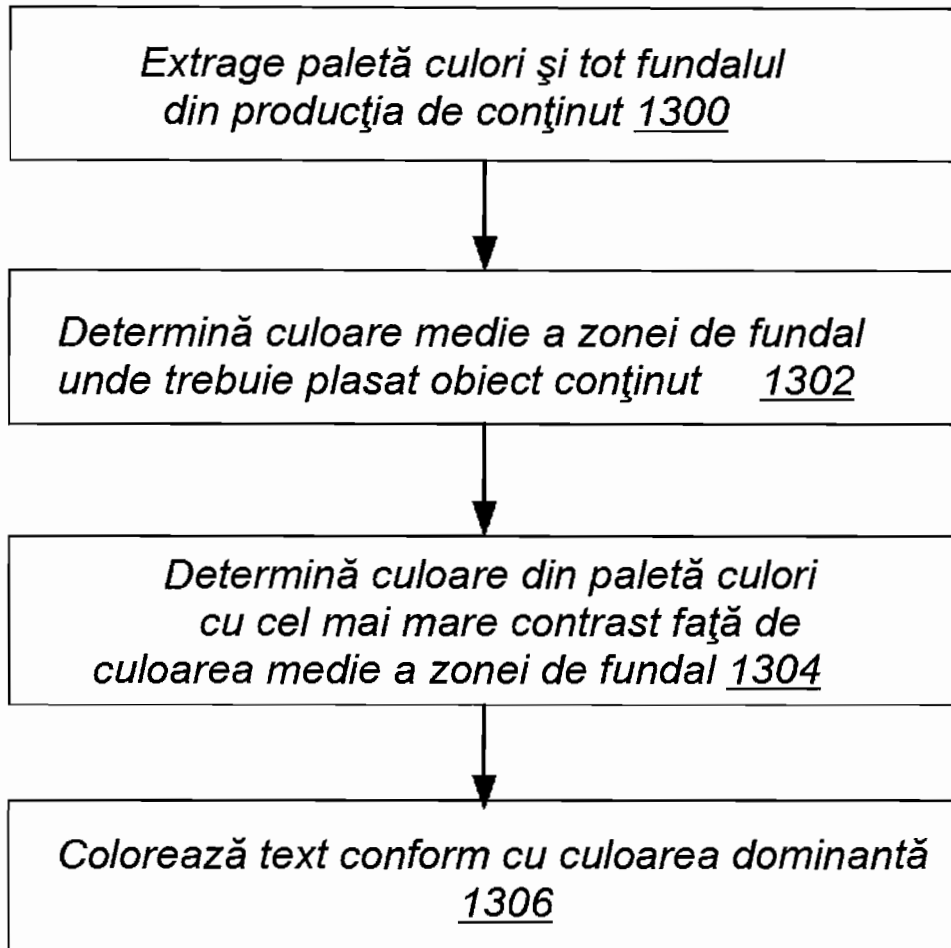 Extrage paletă culori şi tot fundalul
din producţia de conţinut 1300
Determină culoare medie a zonei de fundal
unde trebuie plasat obiect conţinut 1302
Determină culoare din paletă culori
cu cel mai mare contrast faţă de
culoarea medie a zonei de fundal 1304
Colorează text conform cu culoarea dominantă
1306